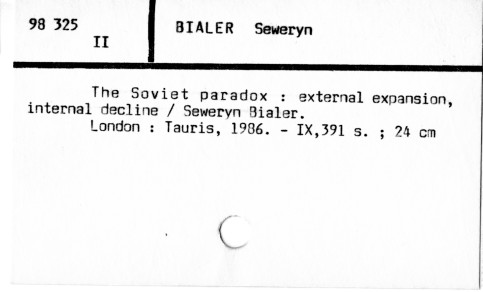 98 325
II
BIALER Seweryn
The Soviet paradox : external expansion,
internal decline / Seweryn Bialer.
London : Tauris, 1986. - IX,391 s. ; 24 cm